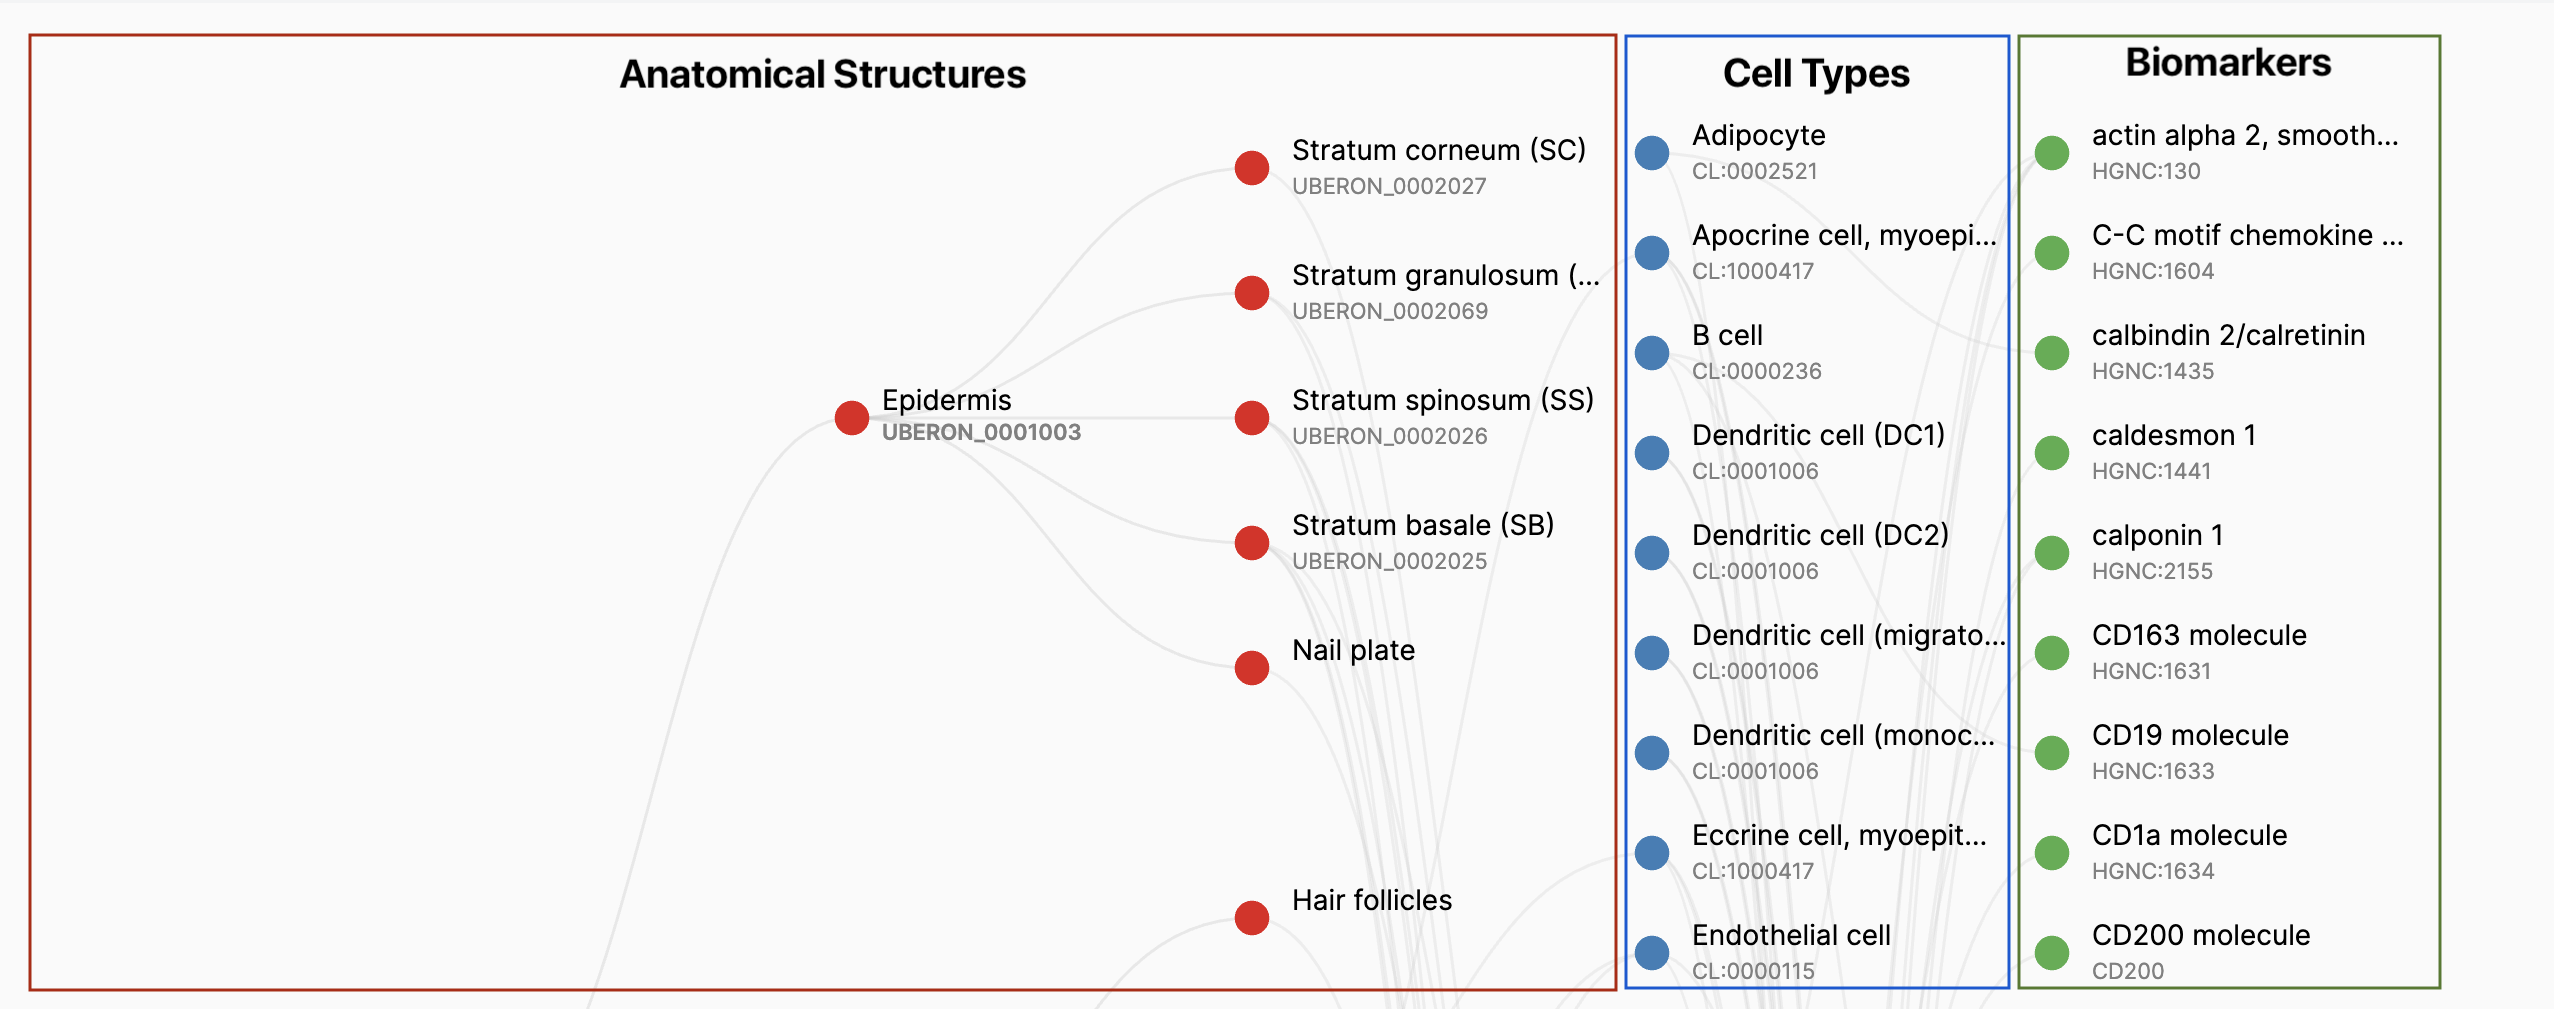 Anatomical Structures
Epidermis
UBERON_0001003
Stratum corneum (SC)
UBERON_0002027
Stratum granulosum (...
UBERON_0002069
Stratum spinosum (SS)
UBERON_0002026
Stratum basale (SB)
UBERON_0002025
Nail plate
Hair follicles
Cell Types
Adipocyte
CL:0002521
Apocrine cell, myoepi...
CL:1000417
B cell
CL:0000236
Dendritic cell (DC1)
CL:0001006
Dendritic cell (DC2)
CL:0001006
Dendritic cell (migrato...
CL:0001006
Dendritic cell (monoc...
CL:0001006
Eccrine cell, myoepit...
CL:1000417
Endothelial cell
CL:0000115
Biomarkers
actin alpha 2, smooth...
HGNC:130
C-C motif chemokine ...
HGNC:1604
calbindin 2/calretinin
HGNC:1435
caldesmon 1
HGNC:1441
calponin 1
HGNC:2155
CD163 molecule
HGNC:1631
CD19 molecule
HGNC:1633
CD1a molecule
HGNC:1634
CD200 molecule
CD200